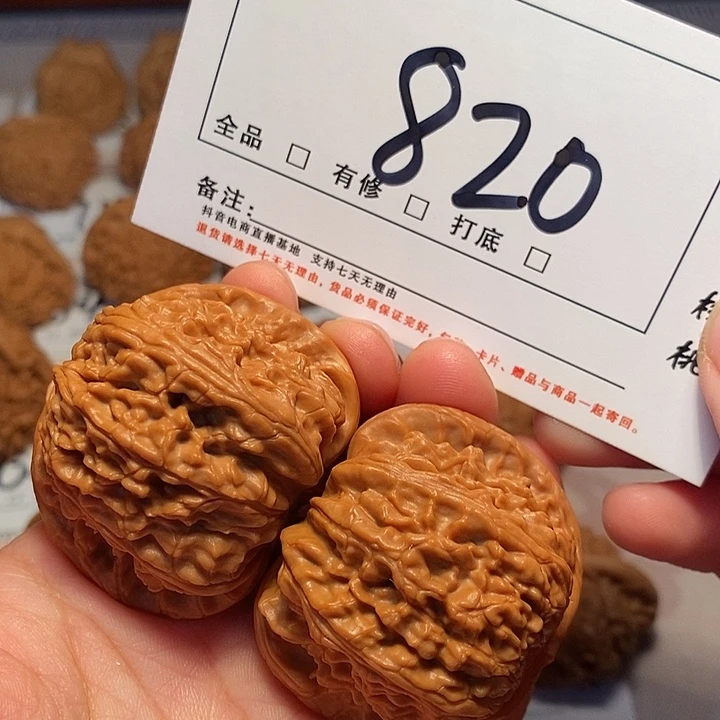 820
全品 □ 有修 □ 打底 □
备注:
抖音电商直播基地 支持七天无理由
退货请选择七天无理由,货品必须保证完好,卡片、赠品与商品一起寄回。
桃